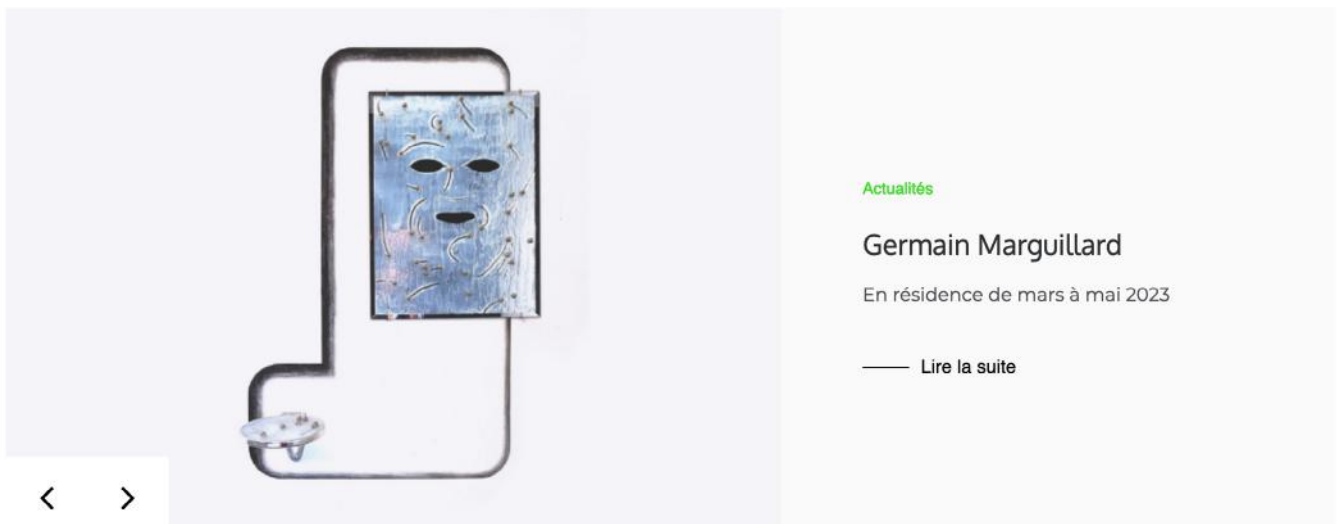 Actualités
Germain Marguillard
En résidence de mars à mai 2023
Lire la suite